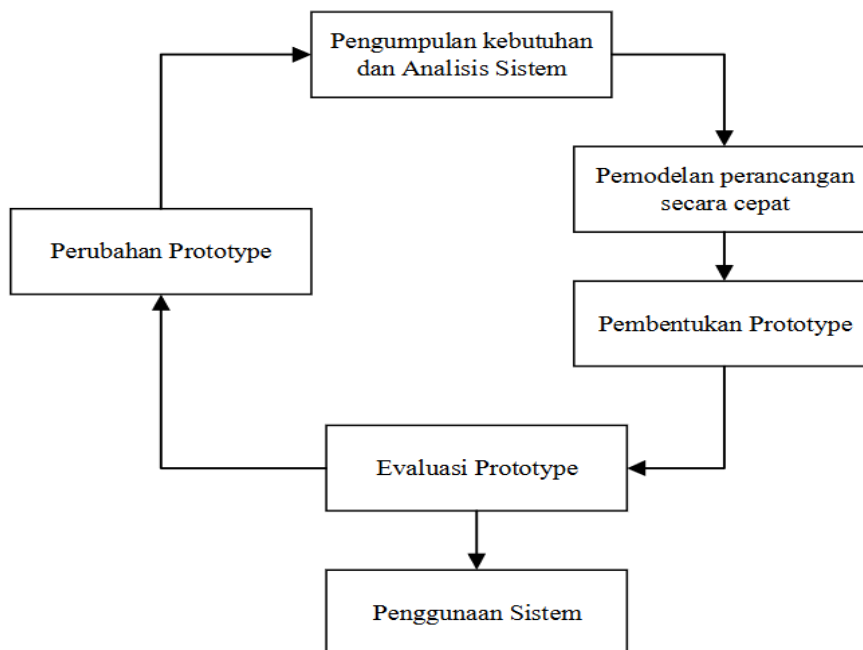 Pengumpulan kebutuhan
dan Analisis Sistem
Pemodelan perancangan
secara cepat
Perubahan Prototype
Pembentukan Prototype
Evaluasi Prototype
Penggunaan Sistem